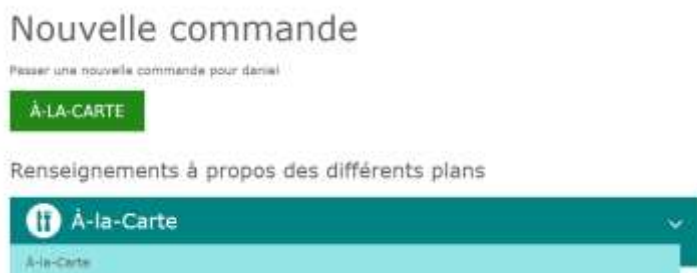 Nouvelle commande
Passer une nouvelle commande pour daniel
À-LA-CARTE
Renseignements à propos des différents plans
À-la-Carte
À-la-Carte